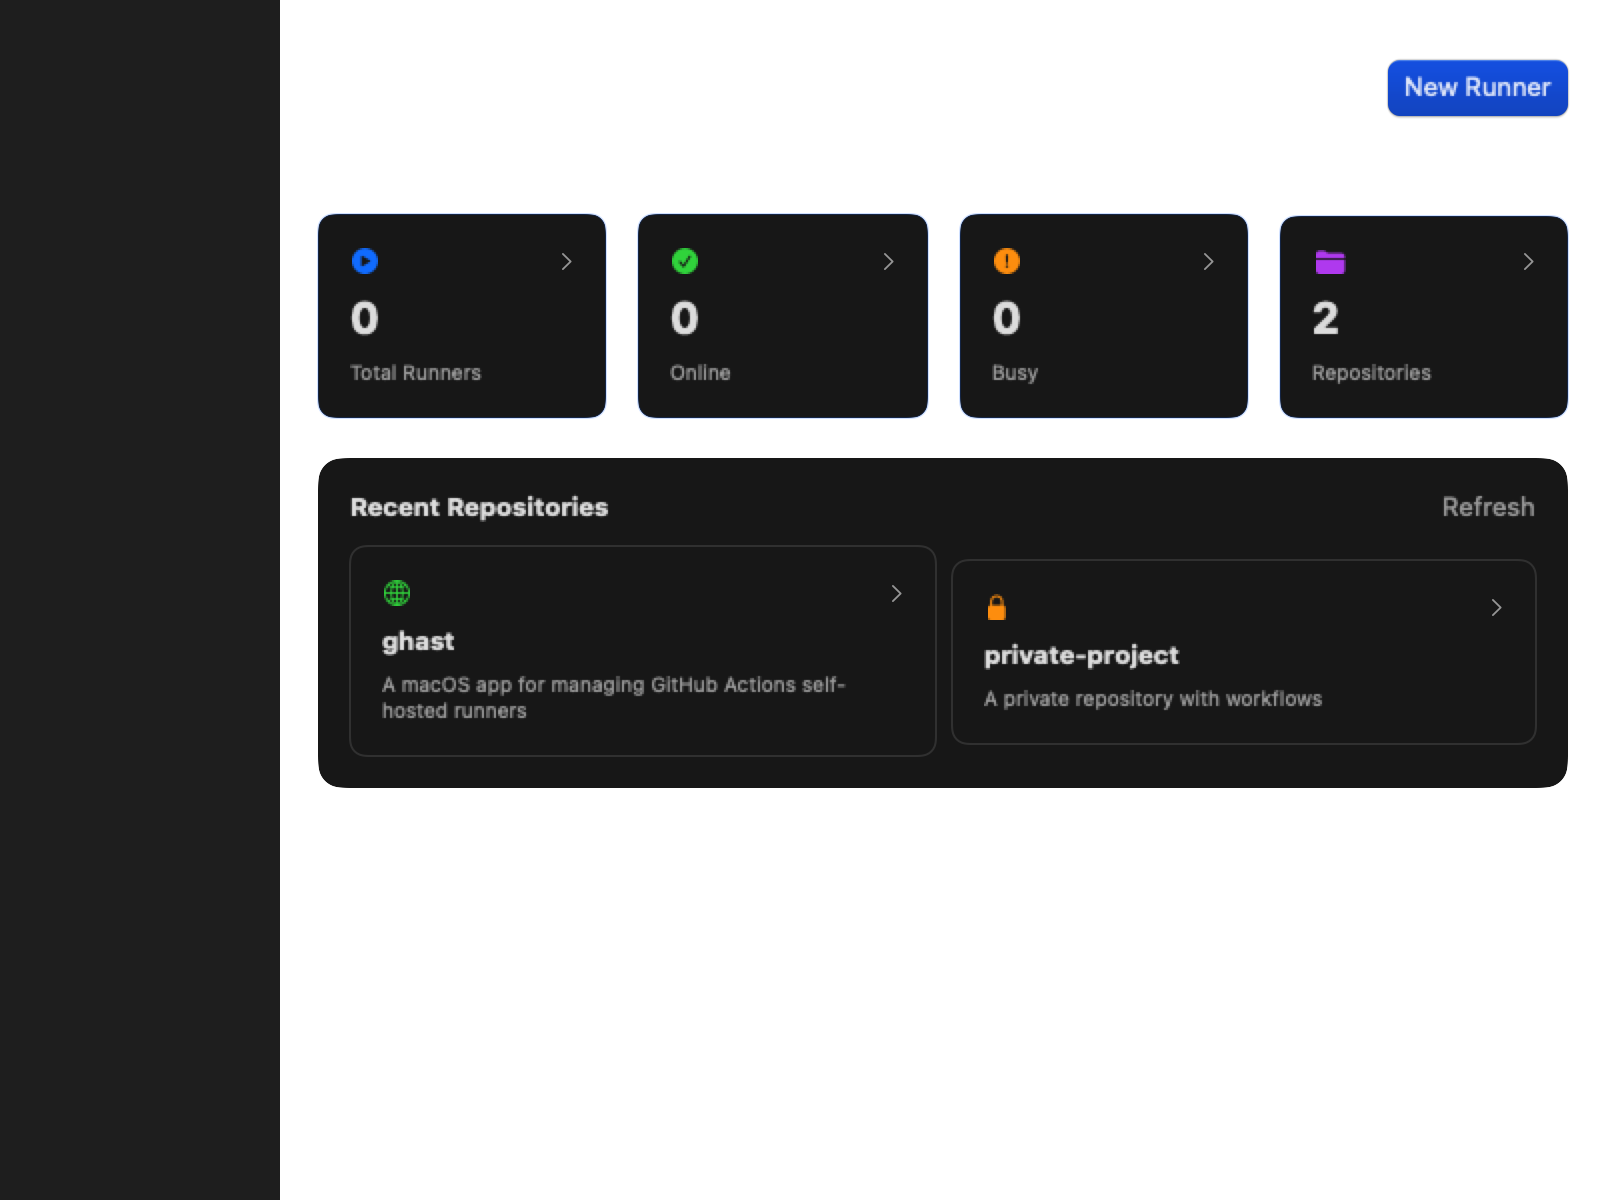 New Runner
0
Total Runners
0
Online
0
Busy
2
Repositories
Recent Repositories
Refresh
ghast
A macOS app for managing GitHub Actions self-
hosted runners
private-project
A private repository with workflows